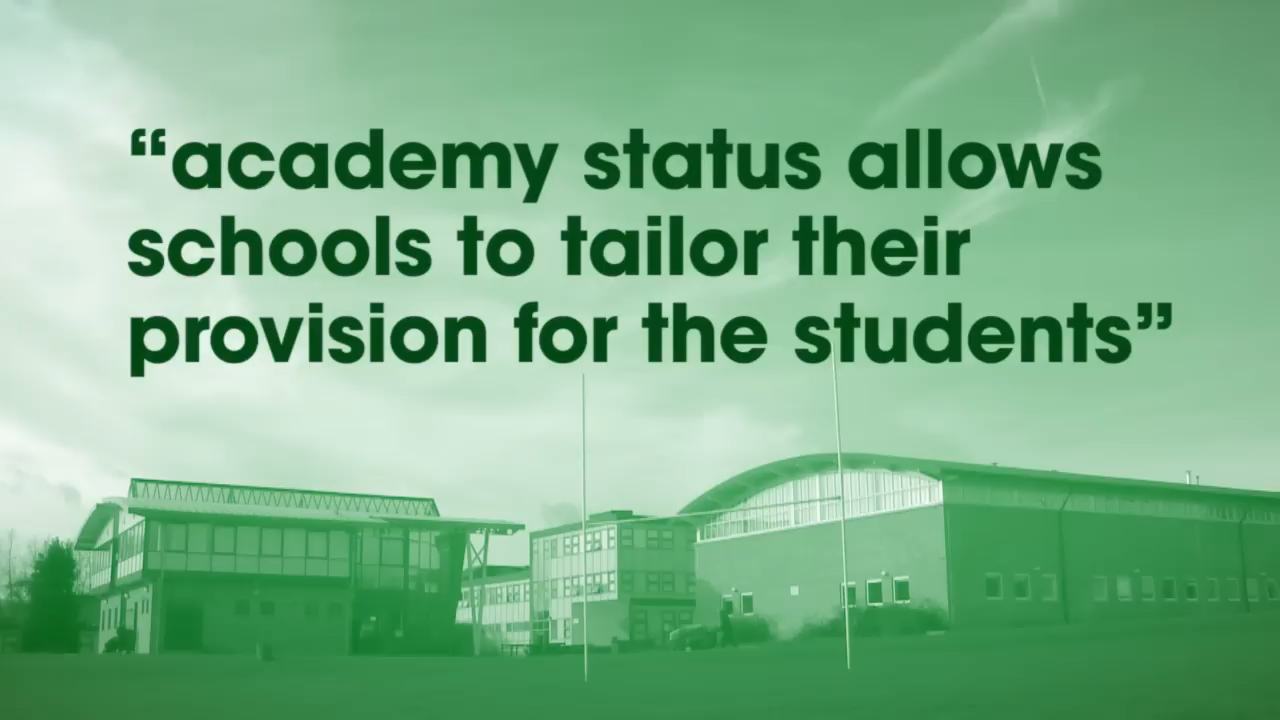 “academy status allows
schools to tailor their
provision for the students”